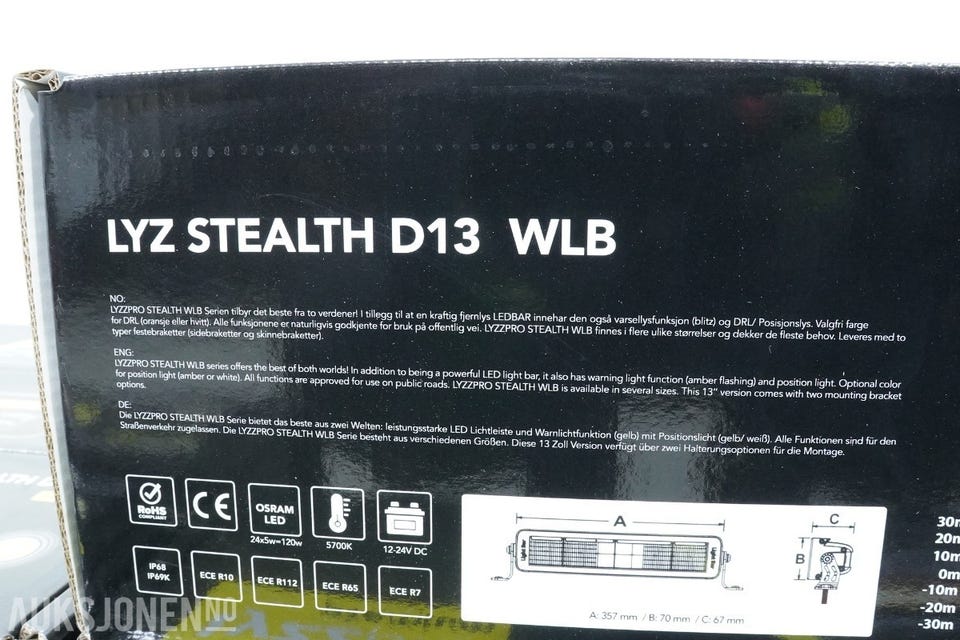 LYZ STEALTH D13 WLB
NO:
LYZZPRO STEALTH WLB Serien tilbyr det beste fra to verdener! I tillegg til at en kraftig fjernlys LEDBAR innehar den også varsellysfunksjon (blitz) og DRL/ Posisjonslys. Valgfri farge
for DRL (oransje eller hvitt). Alle funksjonene er naturligvis godkjente for bruk på offentlig vei. LYZZPRO STEALTH WLB finnes i flere ulike størrelser og dekker de fleste behov. Leveres med to
typer festebraketter (sidebraketter og skinnebraketter).
ENG:
LYZZPRO STEALTH WLB series offers the best of both worlds! In addition to being a powerful LED light bar, it also has warning light function (amber flashing) and position light. Optional color
for position light (amber or white). All functions are approved for use on public roads. LYZZPRO STEALTH WLB is available in several sizes. This 13" version comes with two mounting bracket
options.
DE:
Die LYZZPRO STEALTH WLB Serie bietet das beste aus zwei Welten: leistungsstarke LED Lichtleiste und Warnlichtfunktion (gelb) mit Positionslicht (gelb/ weiß). Alle Funktionen sind für den
Straßenverkehr zugelassen. Die LYZZPRO STEALTH WLB Serie besteht aus verschiedenen Größen. Diese 13 Zoll Version verfügt über zwei Halterungsoptionen für die Montage.
RoHS
COMPLIANT
CE
OSRAM
LED
24x5w=120w
5700K
12-24V DC
IP68
IP69K
ECE R10
ECE R112
ECE R65
ECE R7
A
B
C
Light Bar
Light Bar
A: 357 mm / B: 70 mm / C: 67 mm
30m
20m
10m
0m
-10m
-20m
-30m
AUKSJONEN.NO